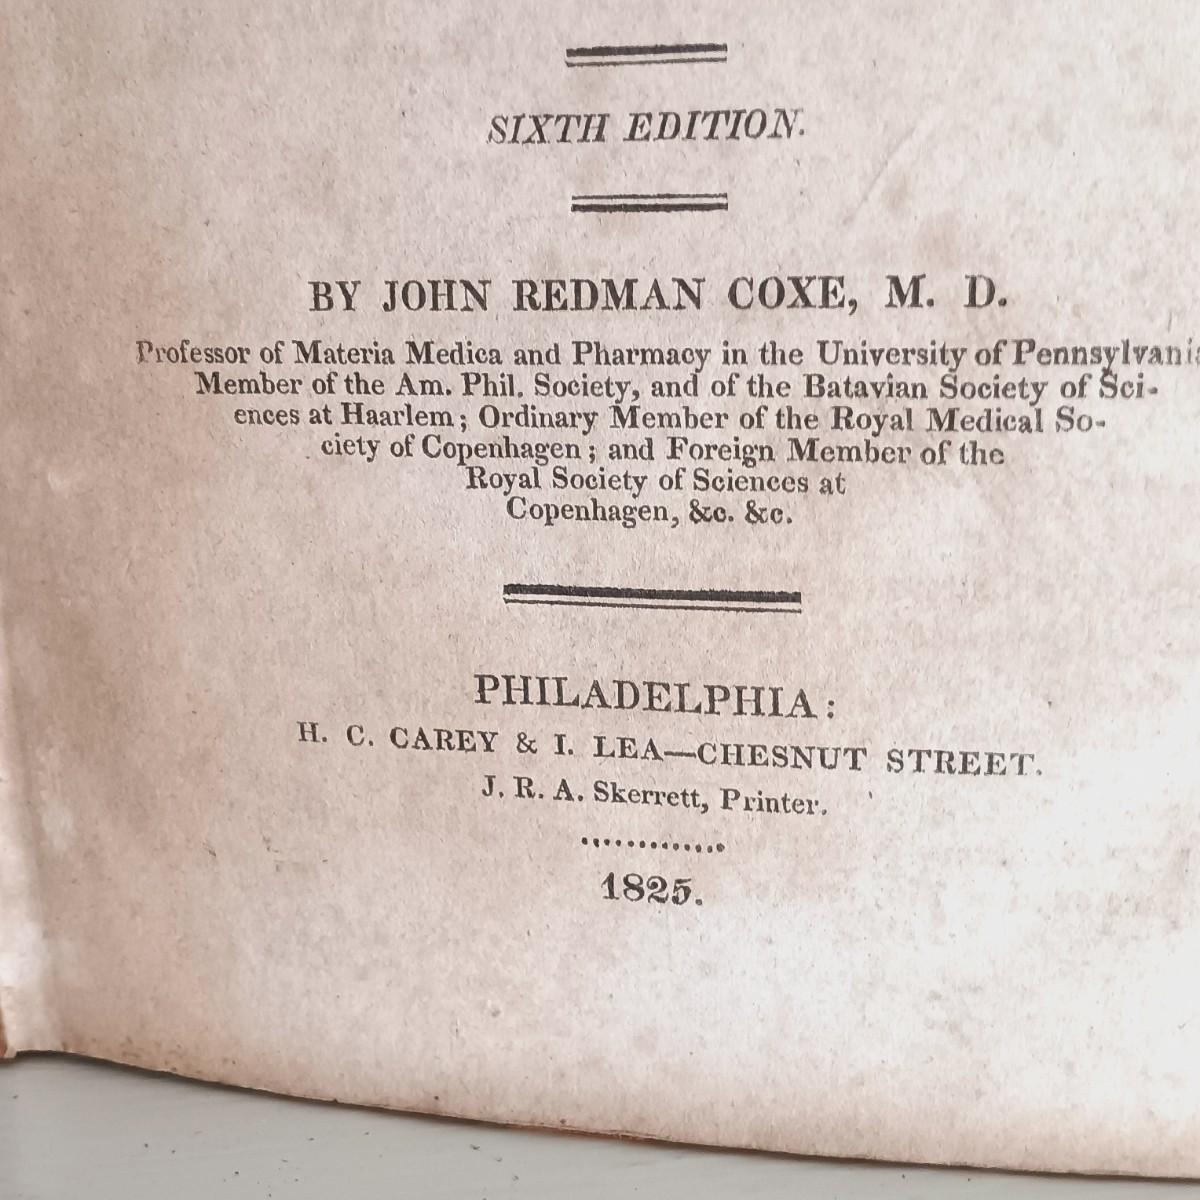 SIXTH EDITION.
BY JOHN REDMAN COXE, M. D.
Professor of Materia Medica and Pharmacy in the University of Pennsylvania
Member of the Am. Phil. Society, and of the Batavian Society of Sci-
ences at Haarlem; Ordinary Member of the Royal Medical So-
ciety of Copenhagen; and Foreign Member of the
Royal Society of Sciences at
Copenhagen, &c. &c.
PHILADELPHIA:
H. C. CAREY & I. LEA—CHESNUT STREET.
J. R. A. Skerrett, Printer.
1825.